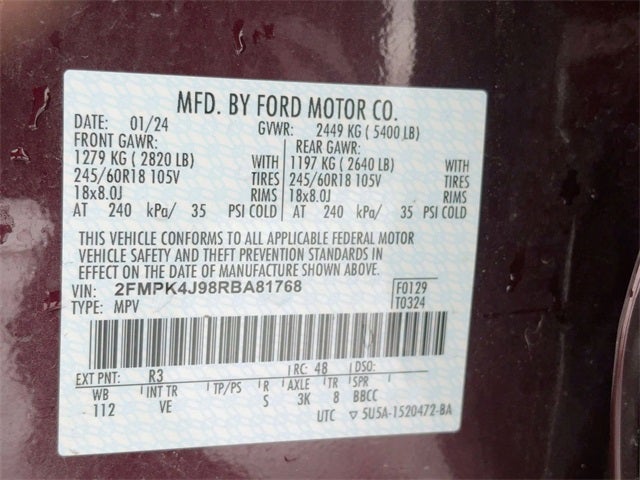 MFD. BY FORD MOTOR CO.
DATE: 01/24 GVWR: 2449 KG ( 5400 LB)
FRONT GAWR: REAR GAWR:
1279 KG ( 2820 LB) WITH 1197 KG ( 2640 LB) WITH
245/60R18 105V TIRES 245/60R18 105V TIRES
18x8.0J RIMS 18x8.0J RIMS
AT 240 kPa/ 35 PSI COLD AT 240 kPa/ 35 PSI COLD
THIS VEHICLE CONFORMS TO ALL APPLICABLE FEDERAL MOTOR
VEHICLE SAFETY AND THEFT PREVENTION STANDARDS IN
EFFECT ON THE DATE OF MANUFACTURE SHOWN ABOVE.
VIN: 2FMPK4J98RBA81768 F0129
TYPE: MPV T0324
EXT PNT: R3 RC: 48 DSO:
WB INT TR TP/PS R AXLE TR SPR
112 VE S 3K 8 BBCC
UTC ▽ 5U5A-1520472-BA